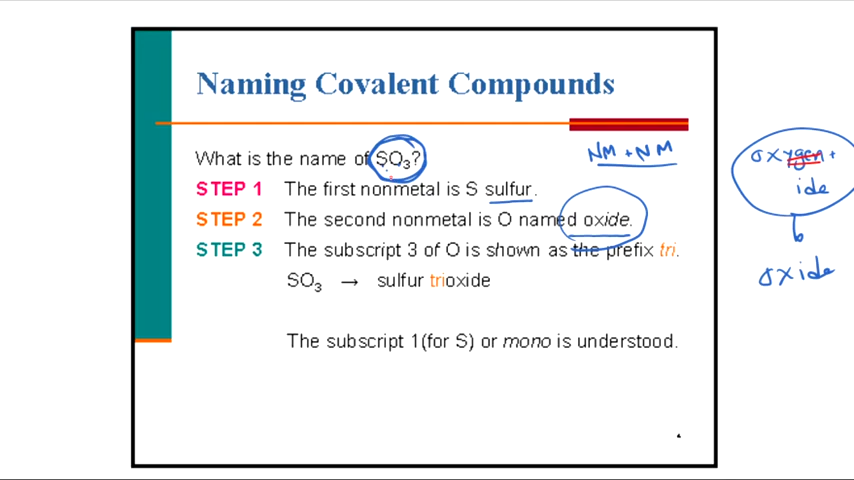 Naming Covalent Compounds
What is the name of SO₃?
NM + NM
STEP 1 The first nonmetal is S sulfur.
STEP 2 The second nonmetal is O named oxide.
STEP 3 The subscript 3 of O is shown as the prefix tri.
SO₃ → sulfur trioxide
The subscript 1(for S) or mono is understood.
oxygen +
ide
oxide